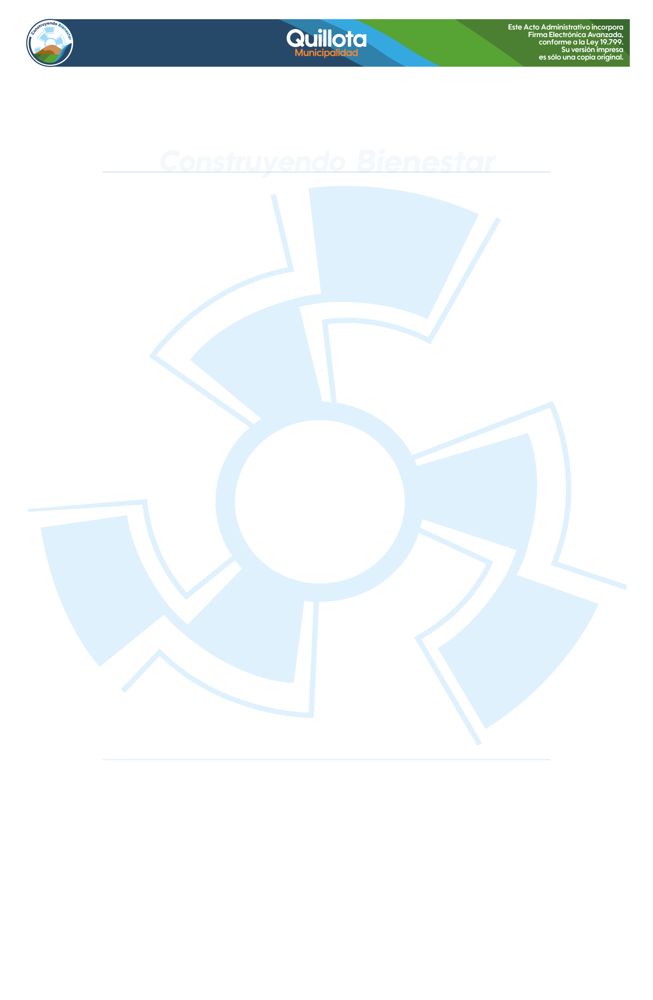 Construyendo Bienestar
Quillota
Municipalidad
Este Acto Administrativo incorpora
Firma Electrónica Avanzada,
conforme a la Ley 19.799.
Su versión impresa
es sólo una copia original.
Construyendo Bienestar